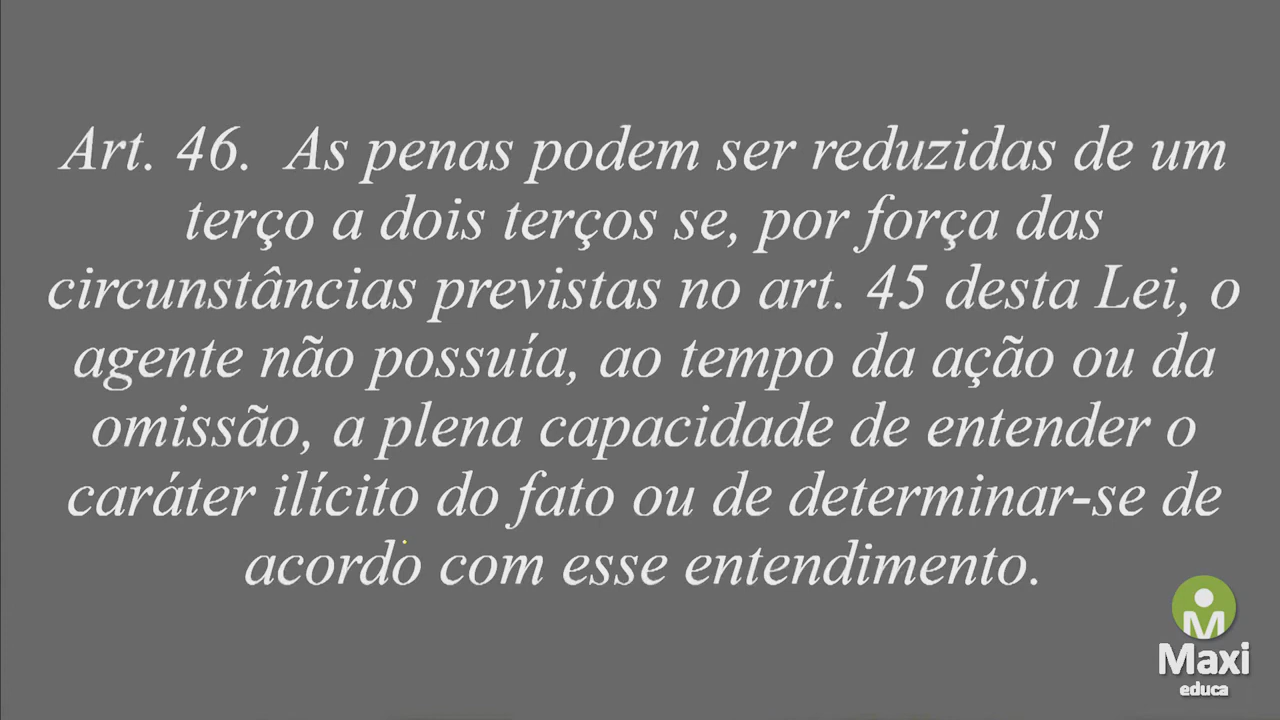 Art. 46.  As penas podem ser reduzidas de um
terço a dois terços se, por força das
circunstâncias previstas no art. 45 desta Lei, o
agente não possuía, ao tempo da ação ou da
omissão, a plena capacidade de entender o
caráter ilícito do fato ou de determinar-se de
acordo com esse entendimento.
M
Maxi
educa